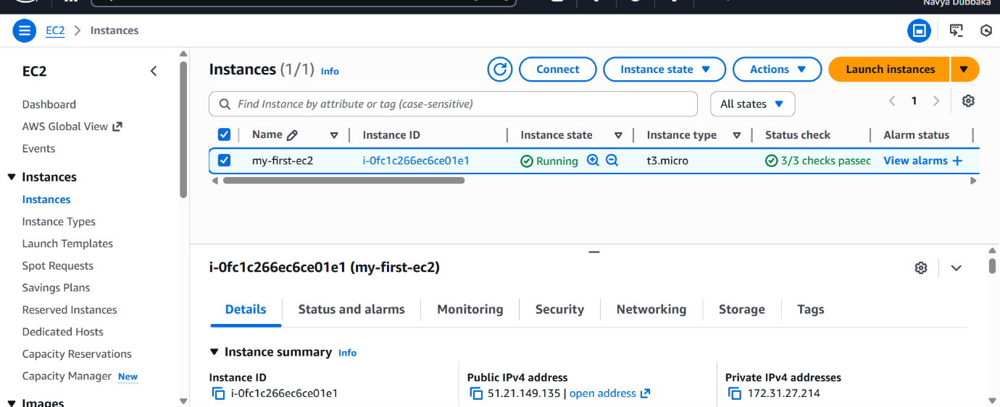 Navya Dubbaka
EC2 > Instances
EC2
Dashboard
AWS Global View
Events
Instances
Instances
Instance Types
Launch Templates
Spot Requests
Savings Plans
Reserved Instances
Dedicated Hosts
Capacity Reservations
Capacity Manager New
Images
Instances (1/1) Info
Connect
Instance state
Actions
Launch instances
Find Instance by attribute or tag (case-sensitive)
All states
1
Name Instance ID Instance state Instance type Status check Alarm status
my-first-ec2 i-0fc1c266ec6ce01e1 Running t3.micro 3/3 checks passec View alarms +
i-0fc1c266ec6ce01e1 (my-first-ec2)
Details Status and alarms Monitoring Security Networking Storage Tags
Instance summary Info
Instance ID Public IPv4 address Private IPv4 addresses
i-0fc1c266ec6ce01e1 51.21.149.135 | open address 172.31.27.214